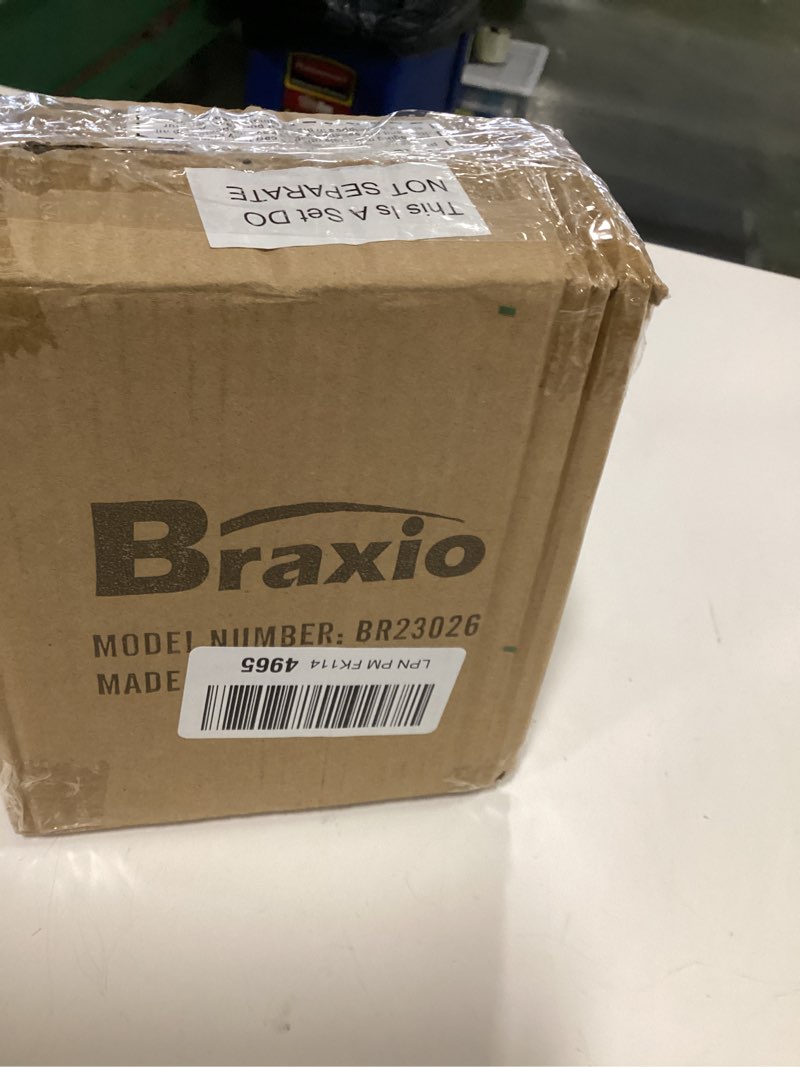 This Is A Set DO
NOT SEPARATE
Braxio
MODEL NUMBER: BR23026
MADE
LPN PM FK114 4965